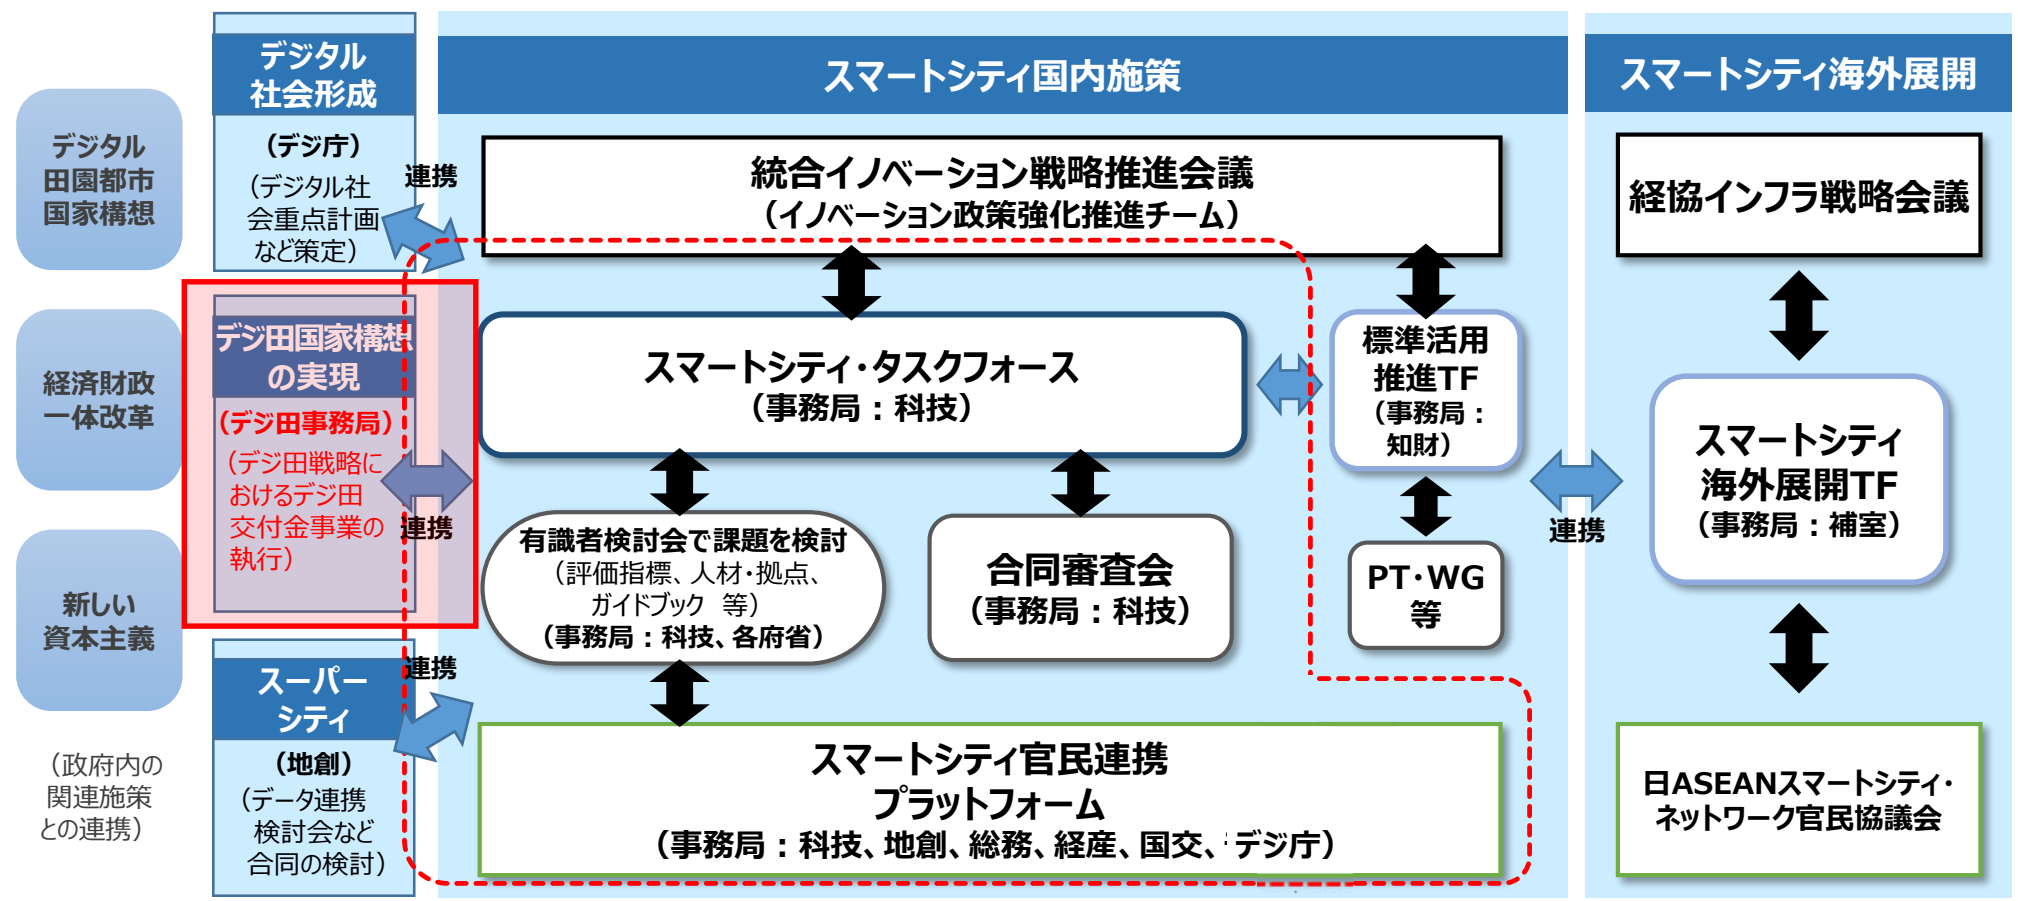 デジタル
田園都市
国家構想
経済財政
一体改革
新しい
資本主義
（政府内の
関連施策
との連携）
デジタル
社会形成
（デジ庁）
（デジタル社
会重点計画
など策定）
連携
デジ田国家構想
の実現
（デジ田事務局）
（デジ田戦略に
おけるデジ田
交付金事業の
執行）
連携
スーパー
シティ
（地創）
（データ連携
検討会など
合同の検討）
連携
スマートシティ国内施策
統合イノベーション戦略推進会議
（イノベーション政策強化推進チーム）
スマートシティ・タスクフォース
（事務局：科技）
標準活用
推進TF
（事務局：
知財）
有識者検討会で課題を検討
（評価指標、人材・拠点、
ガイドブック 等）
（事務局：科技、各府省）
合同審査会
（事務局：科技）
PT・WG
等
スマートシティ官民連携
プラットフォーム
（事務局：科技、地創、総務、経産、国交、デジ庁）
連携
スマートシティ海外展開
経協インフラ戦略会議
スマートシティ
海外展開TF
（事務局：補室）
日ASEANスマートシティ・
ネットワーク官民協議会